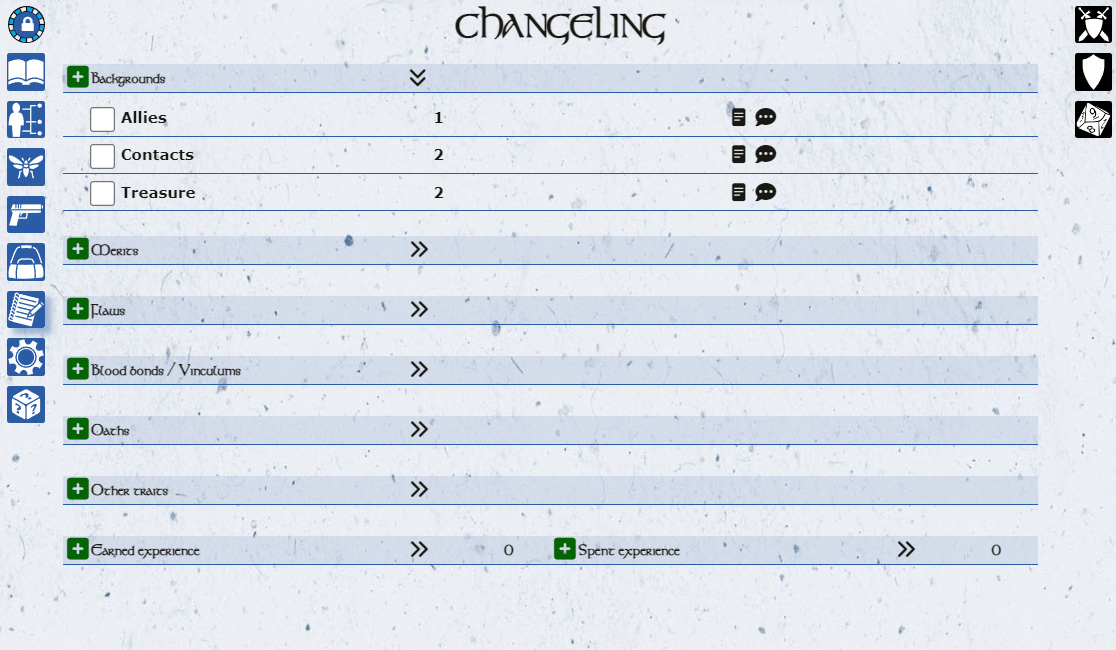 Changeling
Backgrounds
Allies 1
Contacts 2
Treasure 2
Merits
Flaws
Blood bonds / Vinculums
Oaths
Other traits
Earned experience 0 Spent experience 0